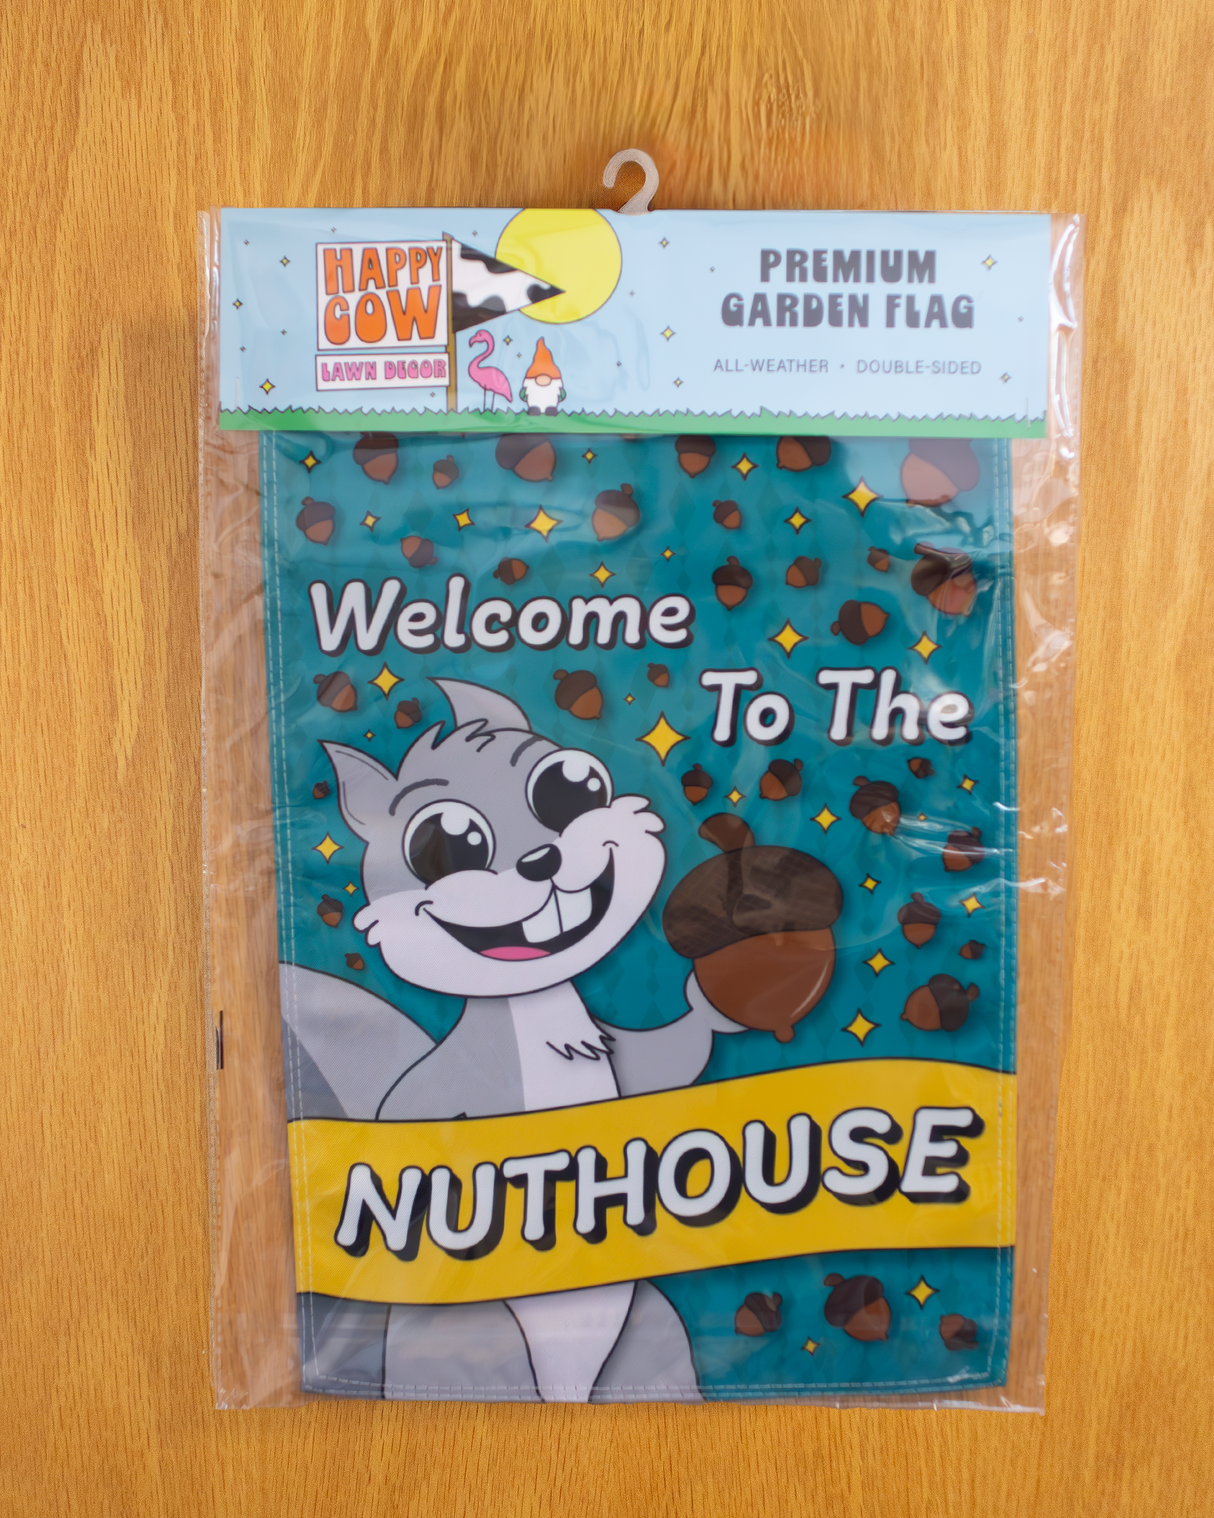 HAPPY
COW
LAWN DECOR
PREMIUM
GARDEN FLAG
ALL-WEATHER • DOUBLE-SIDED
Welcome
To The
NUTHOUSE